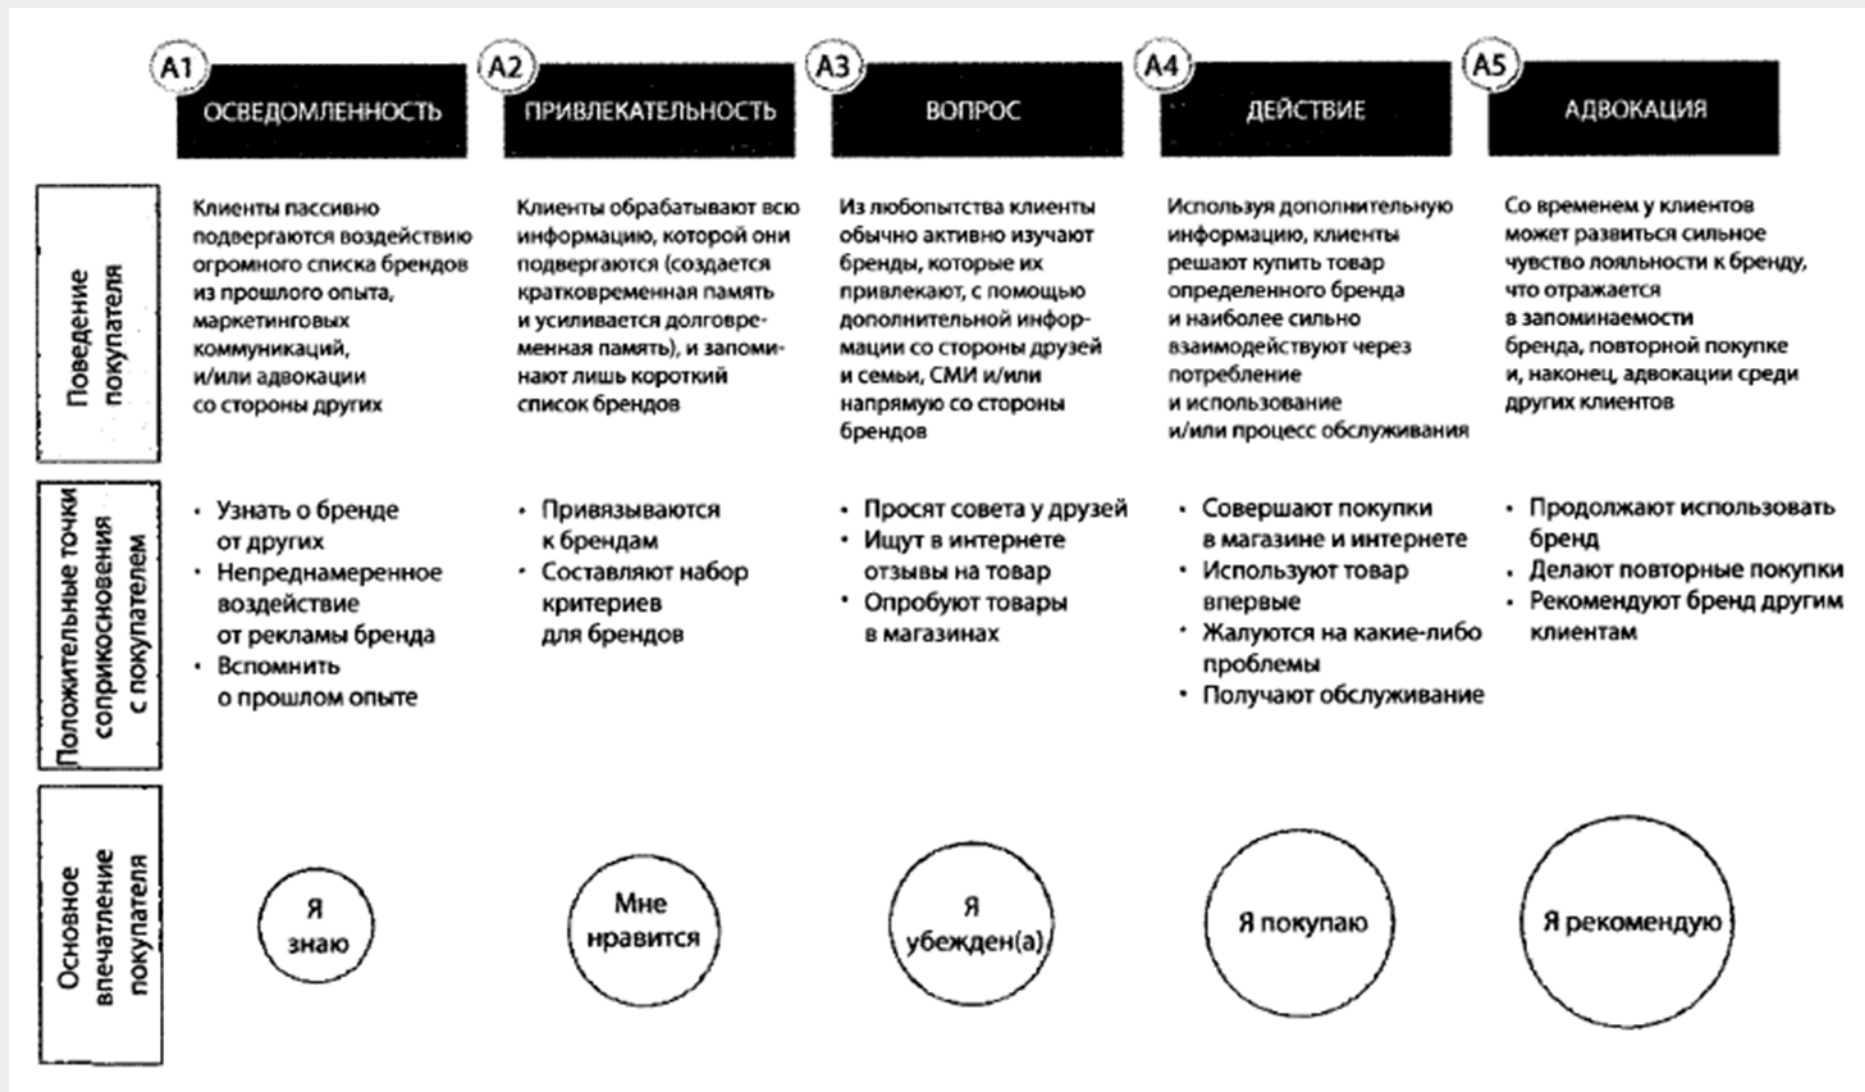 А1
ОСВЕДОМЛЕННОСТЬ
А2
ПРИВЛЕКАТЕЛЬНОСТЬ
А3
ВОПРОС
А4
ДЕЙСТВИЕ
А5
АДВОКАЦИЯ
Поведение
покупателя
Клиенты пассивно
подвергаются воздействию
огромного списка брендов
из прошлого опыта,
маркетинговых
коммуникаций,
и/или адвокации
со стороны других
Клиенты обрабатывают всю
информацию, которой они
подвергаются (создается
кратковременная память
и усиливается долговре-
менная память), и запоми-
нают лишь короткий
список брендов
Из любопытства клиенты
обычно активно изучают
бренды, которые их
привлекают, с помощью
дополнительной инфор-
мации со стороны друзей
и семьи, СМИ и/или
напрямую со стороны
брендов
Используя дополнительную
информацию, клиенты
решают купить товар
определенного бренда
и наиболее сильно
взаимодействуют через
потребление
и использование
и/или процесс обслуживания
Со временем у клиентов
может развиться сильное
чувство лояльности к бренду,
что отражается
в запоминаемости
бренда, повторной покупке
и, наконец, адвокации среди
других клиентов
Положительные точки
соприкосновения
с покупателем
• Узнать о бренде
от других
• Непреднамеренное
воздействие
от рекламы бренда
• Вспомнить
о прошлом опыте
• Привязываются
к брендам
• Составляют набор
критериев
для брендов
• Просят совета у друзей
• Ищут в интернете
отзывы на товар
• Опробуют товары
в магазинах
• Совершают покупки
в магазине и интернете
• Используют товар
впервые
• Жалуются на какие-либо
проблемы
• Получают обслуживание
• Продолжают использовать
бренд
• Делают повторные покупки
• Рекомендуют бренд другим
клиентам
Основное
впечатление
покупателя
Я
знаю
Мне
нравится
Я
убежден(а)
Я покупаю
Я рекомендую